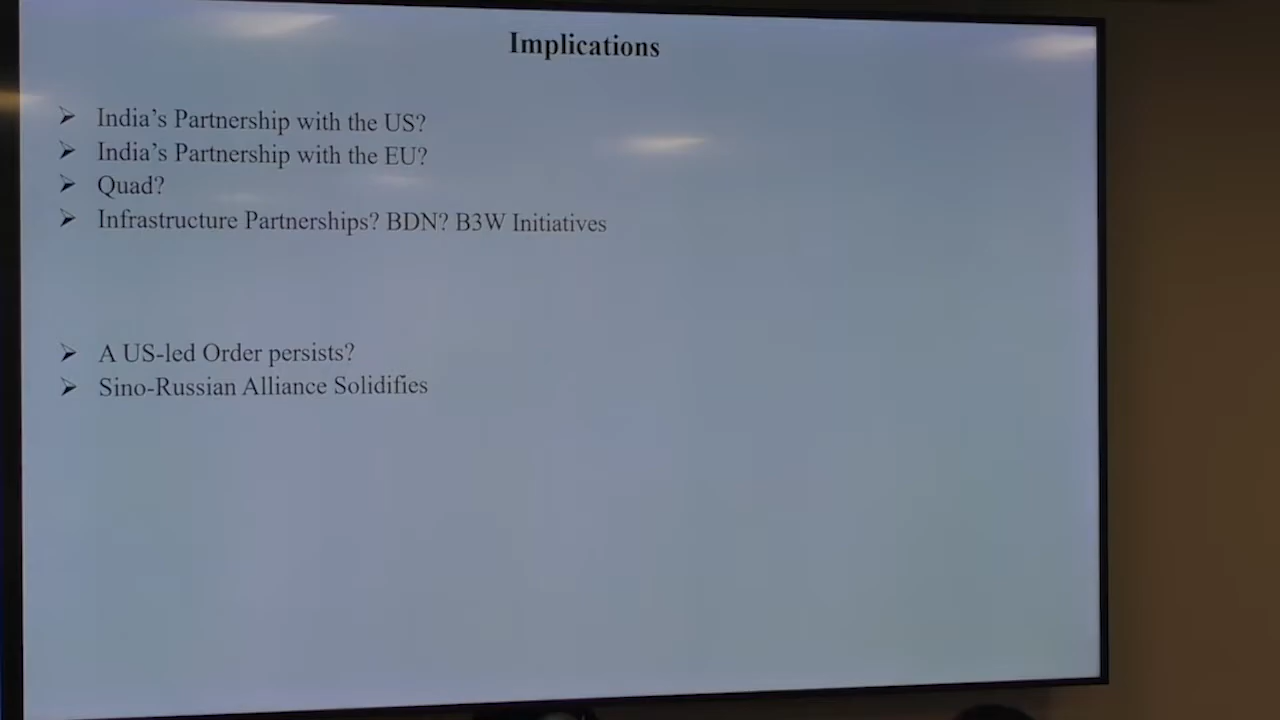 Implications
➢ India's Partnership with the US?
➢ India's Partnership with the EU?
➢ Quad?
➢ Infrastructure Partnerships? BDN? B3W Initiatives
➢ A US-led Order persists?
➢ Sino-Russian Alliance Solidifies